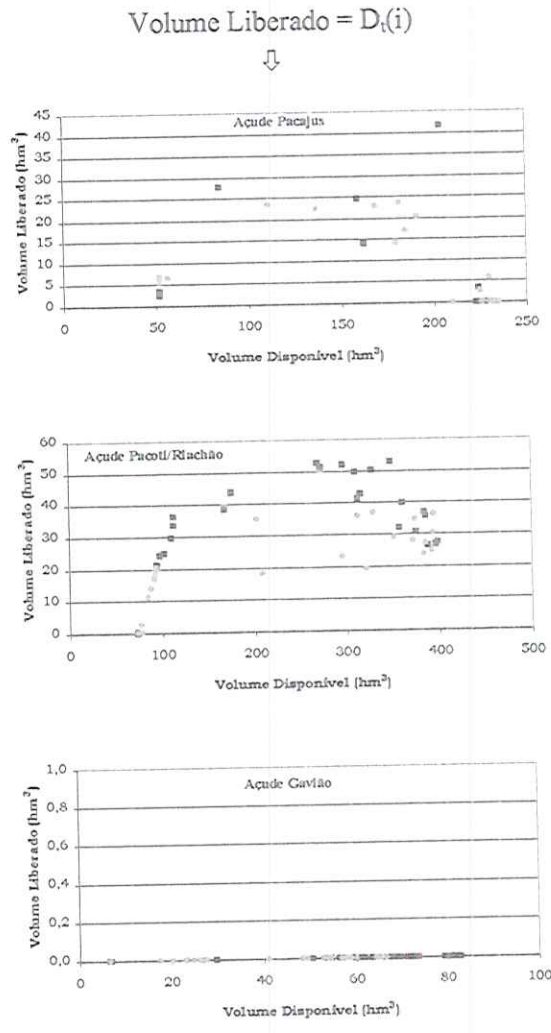 Volume Liberado = Dₜ(i)
Açude Pacajus
Volume Liberado (hm³)
45
40
35
30
25
20
15
10
5
0
0 50 100 150 200 250
Volume Disponível (hm³)
Açude Pacoti/Riachão
Volume Liberado (hm³)
60
50
40
30
20
10
0
0 100 200 300 400 500
Volume Disponível (hm³)
Açude Gavião
Volume Liberado (hm³)
1,0
0,8
0,6
0,4
0,2
0,0
0 20 40 60 80 100
Volume Disponível (hm³)